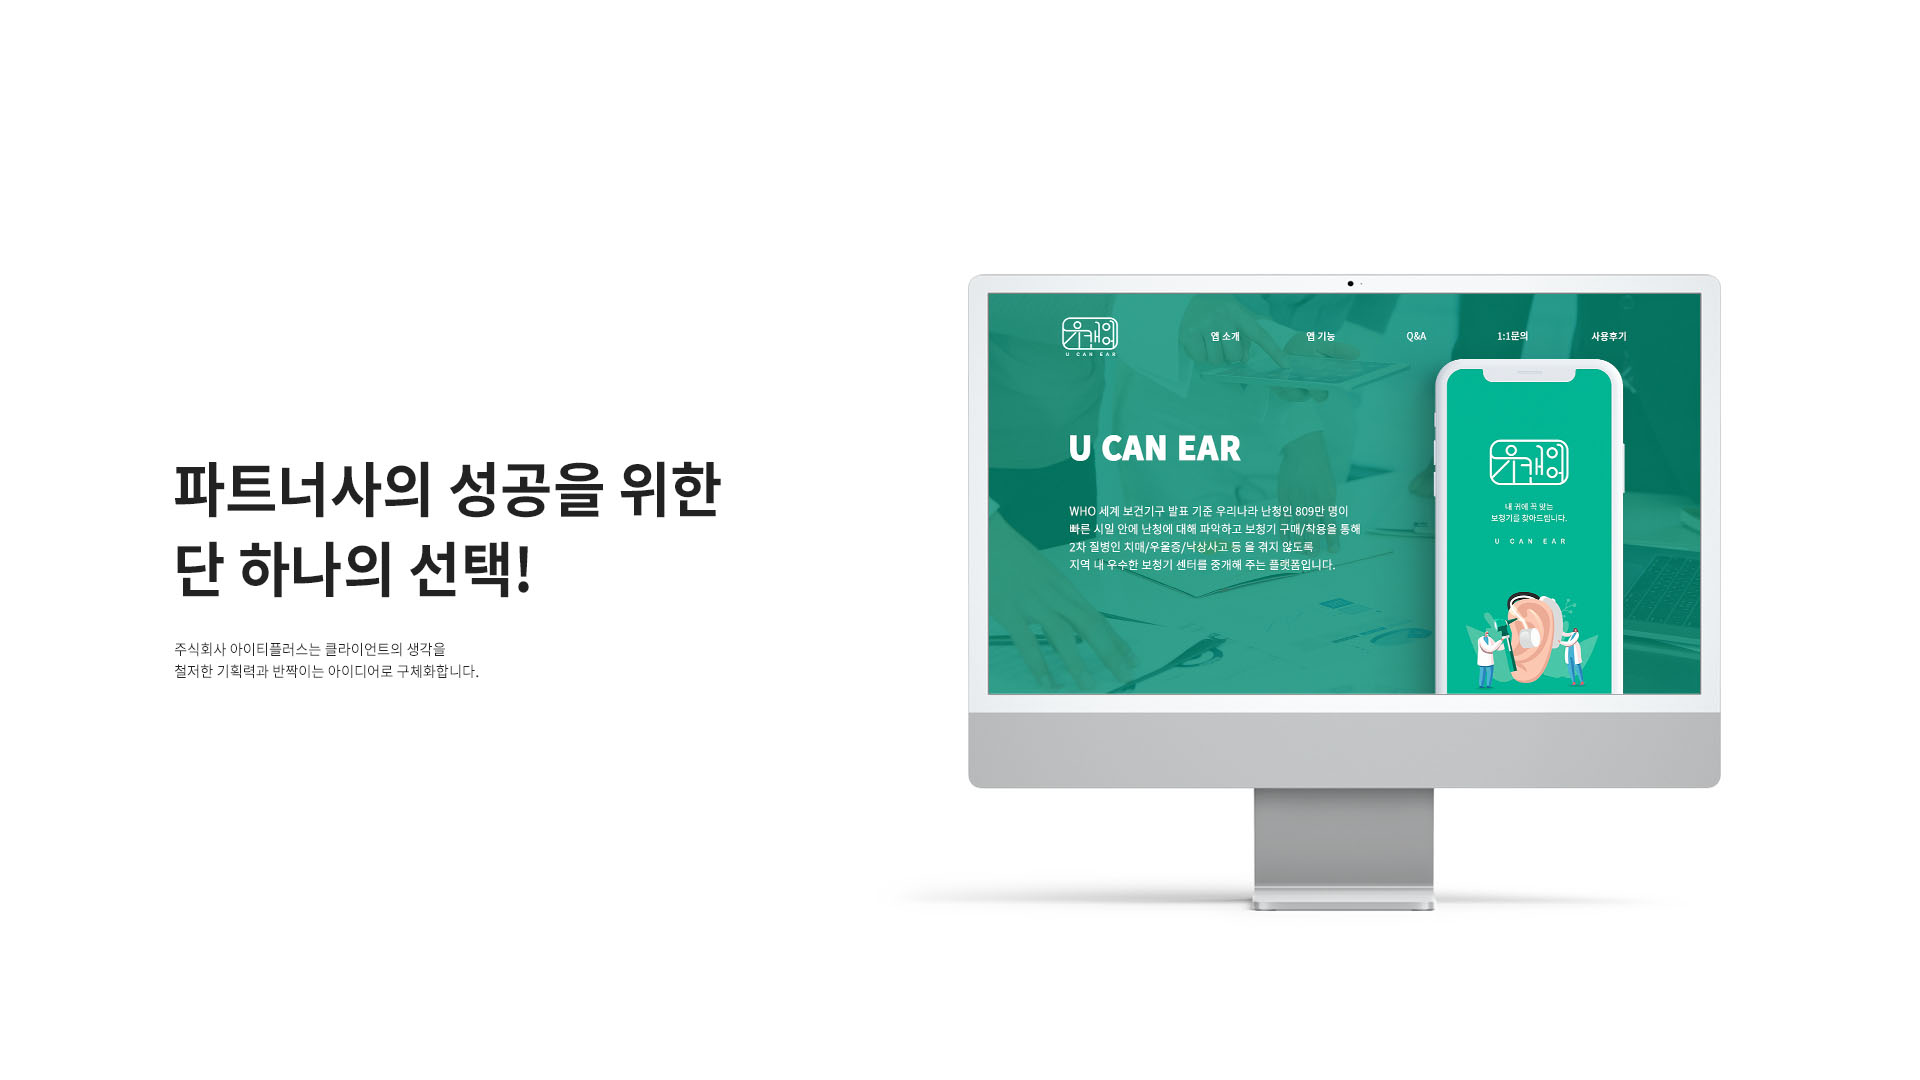 파트너사의 성공을 위한
단 하나의 선택!
주식회사 아이티플러스는 클라이언트의 생각을
철저한 기획력과 반짝이는 아이디어로 구체화합니다.
유캔이어
U CAN EAR
앱 소개
앱 기능
Q&A
1:1문의
사용후기
U CAN EAR
WHO 세계 보건기구 발표 기준 우리나라 난청인 809만 명이
빠른 시일 안에 난청에 대해 파악하고 보청기 구매/착용을 통해
2차 질병인 치매/우울증/낙상사고 등 을 겪지 않도록
지역 내 우수한 보청기 센터를 중개해 주는 플랫폼입니다.
유캔이어
내 귀에 꼭 맞는
보청기를 찾아드립니다.
U CAN EAR